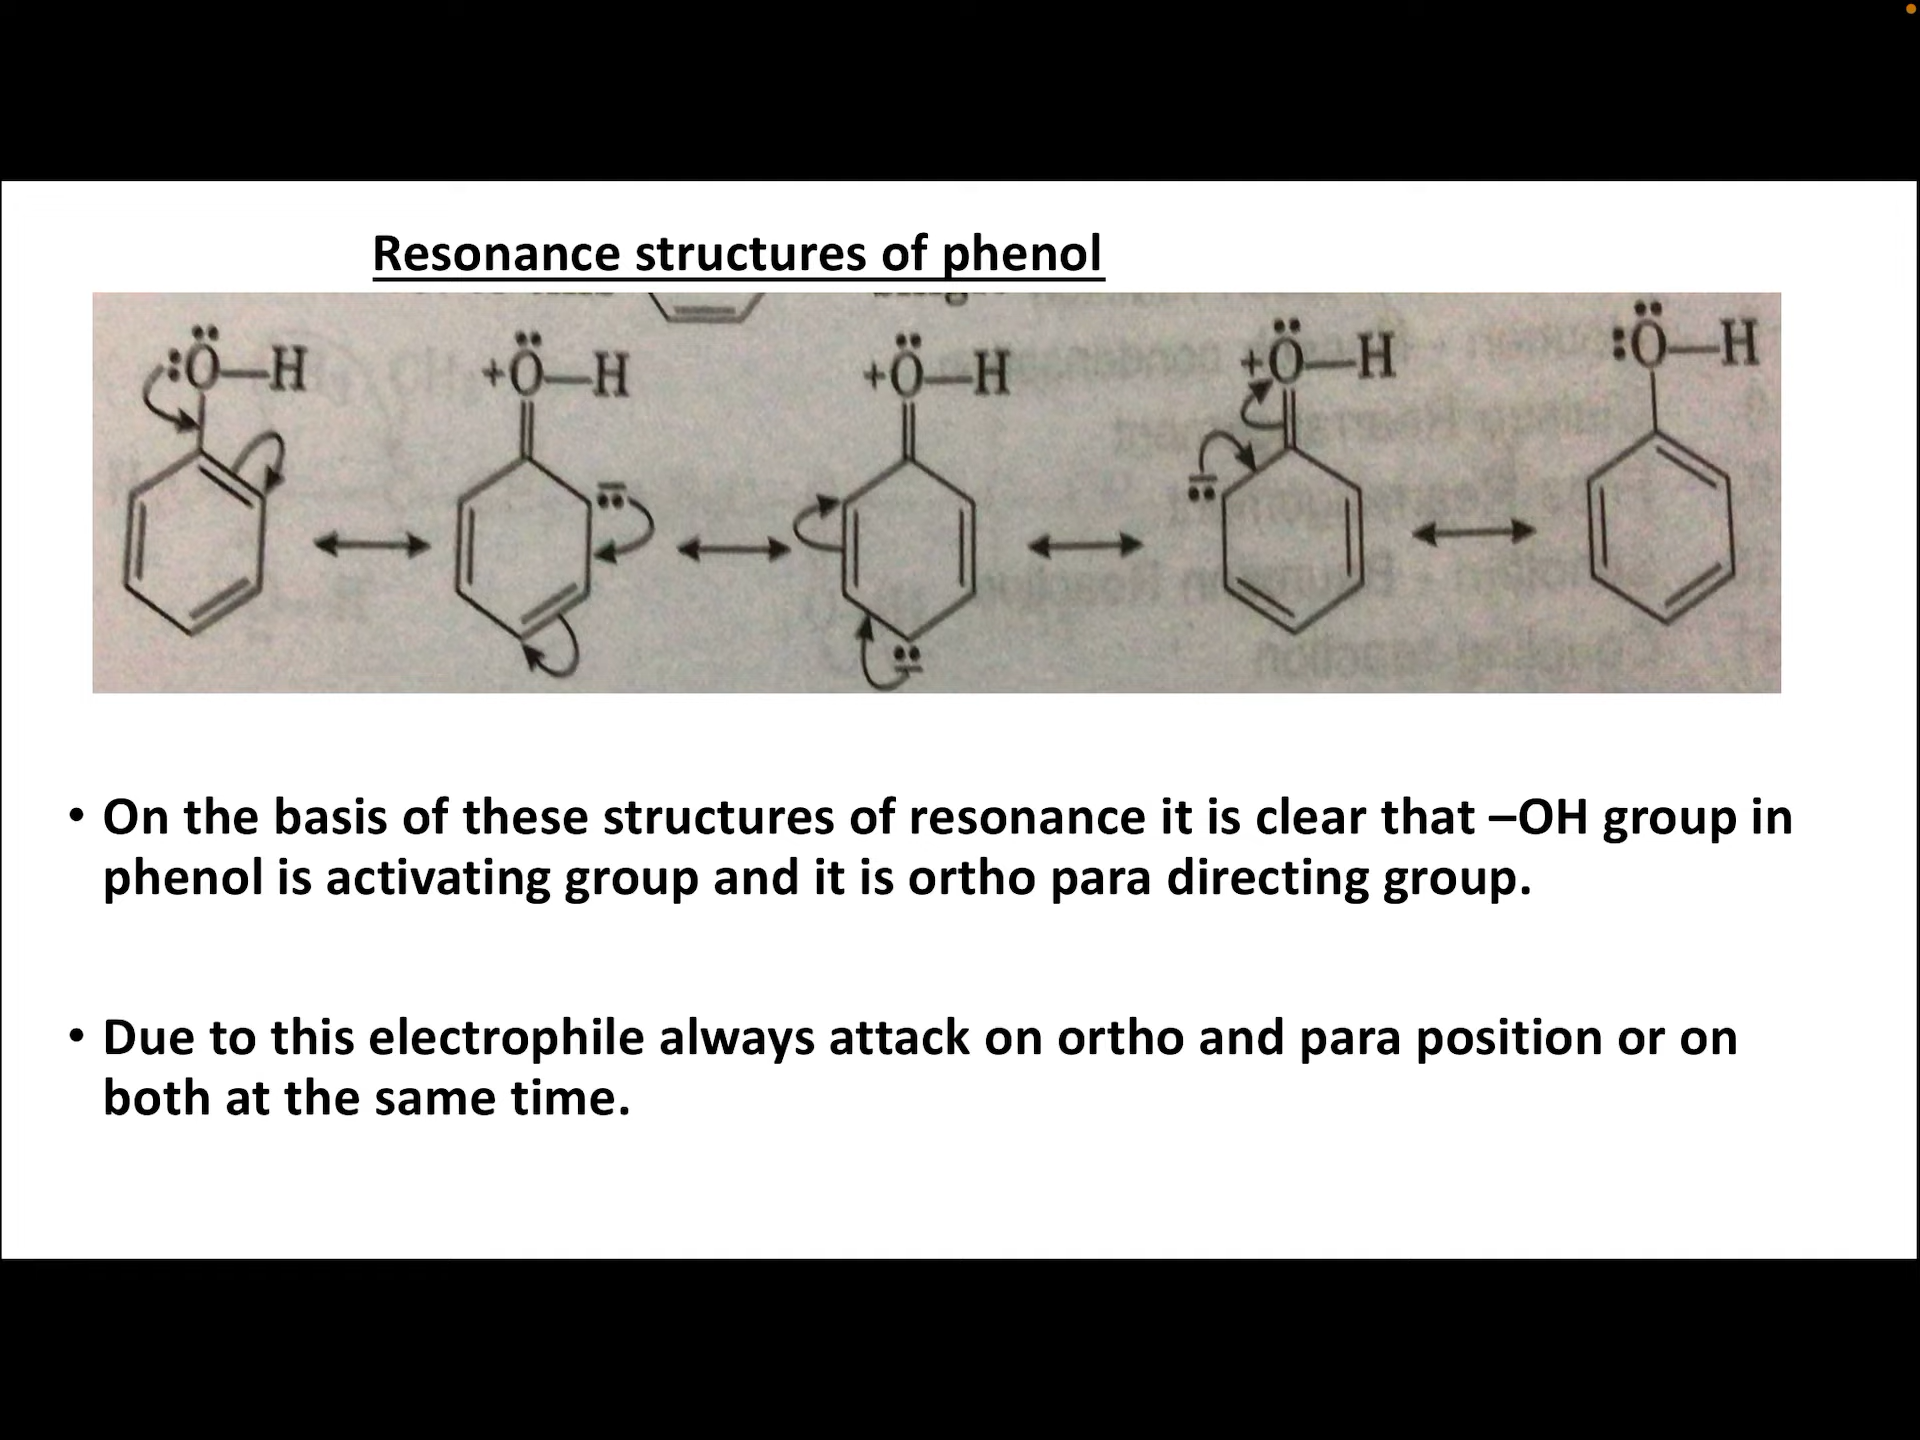 Resonance structures of phenol
:Ö—H +Ö—H +Ö—H +Ö—H :Ö—H
• On the basis of these structures of resonance it is clear that –OH group in
phenol is activating group and it is ortho para directing group.
• Due to this electrophile always attack on ortho and para position or on
both at the same time.